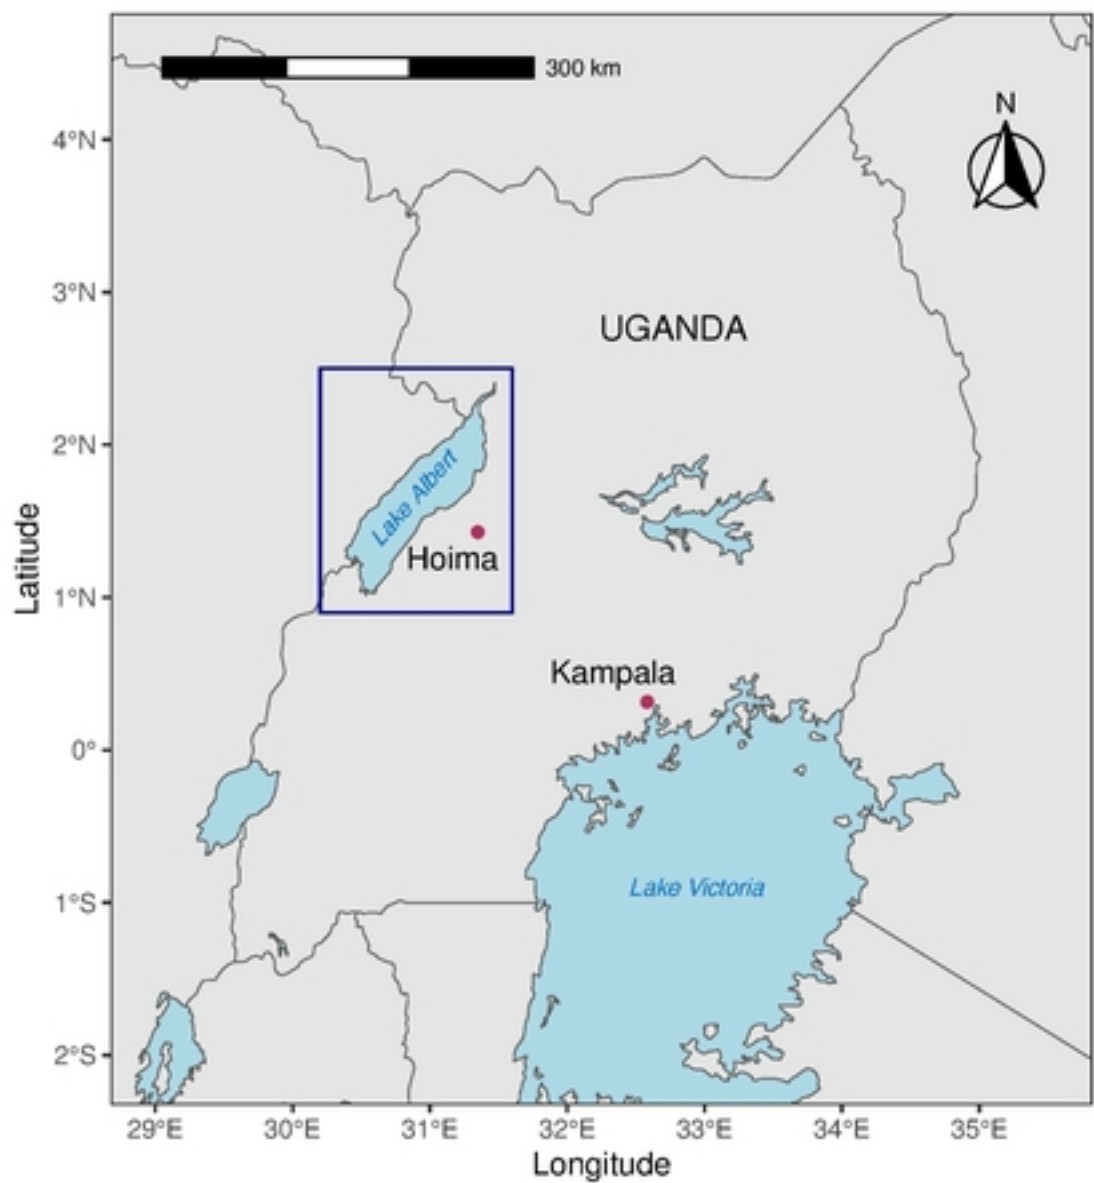 300 km
N
4°N
3°N
UGANDA
2°N
Lake Albert
Hoima
Latitude
1°N
Kampala
0°
Lake Victoria
1°S
2°S
29°E 30°E 31°E 32°E 33°E 34°E 35°E
Longitude